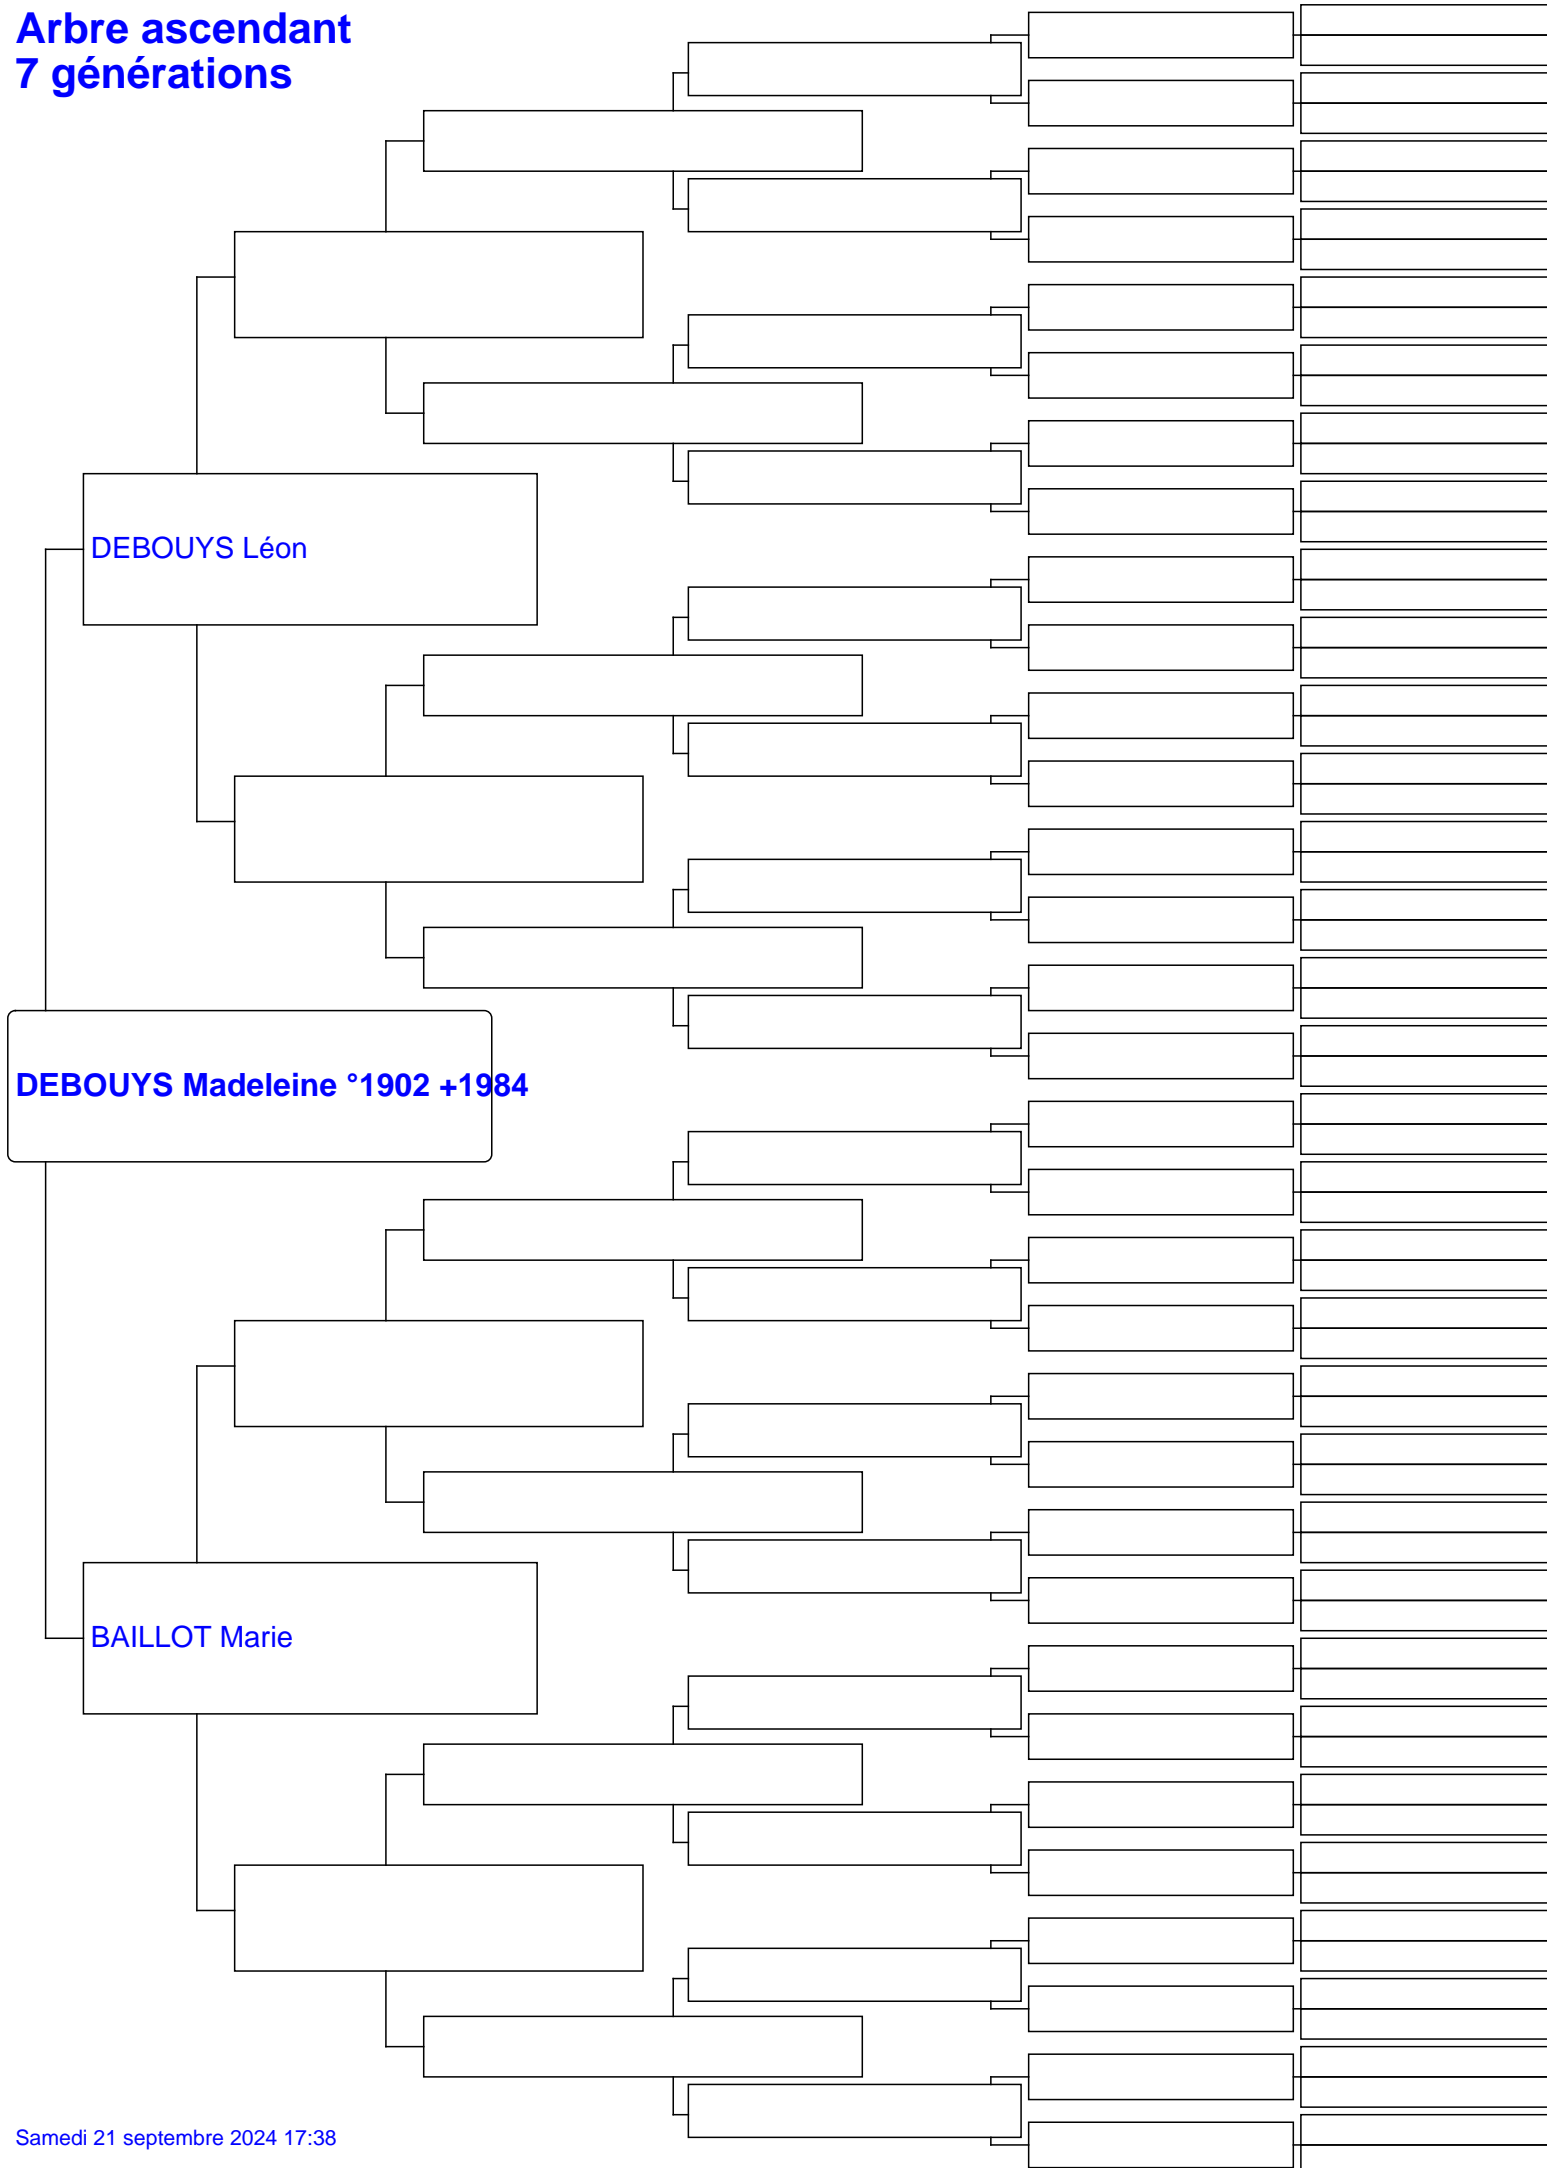 Arbre ascendant
7 générations
DEBOUYS Léon
DEBOUYS Madeleine °1902 +1984
BAILLOT Marie
Samedi 21 septembre 2024 17:38